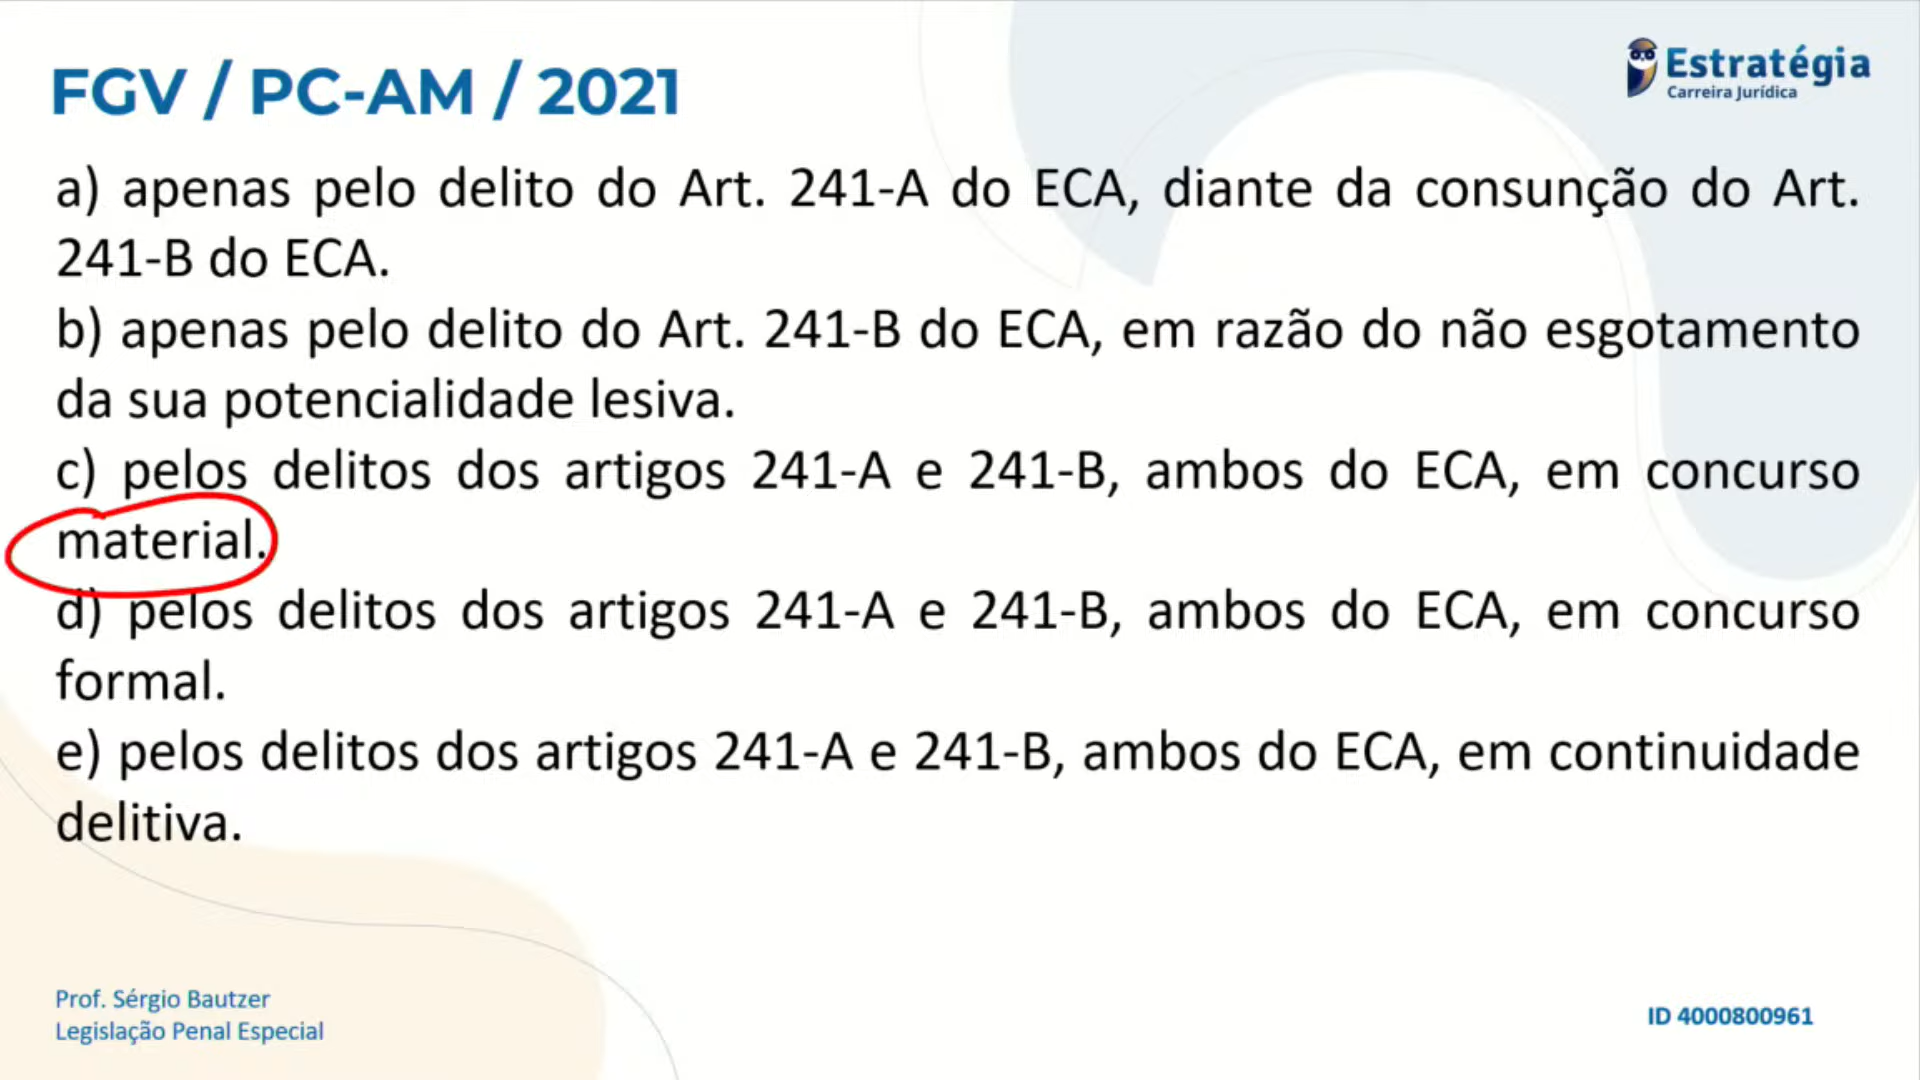 FGV / PC-AM / 2021
Estratégia
Carreira Jurídica
a) apenas pelo delito do Art. 241-A do ECA, diante da consunção do Art.
241-B do ECA.
b) apenas pelo delito do Art. 241-B do ECA, em razão do não esgotamento
da sua potencialidade lesiva.
c) pelos delitos dos artigos 241-A e 241-B, ambos do ECA, em concurso
material.
d) pelos delitos dos artigos 241-A e 241-B, ambos do ECA, em concurso
formal.
e) pelos delitos dos artigos 241-A e 241-B, ambos do ECA, em continuidade
delitiva.
Prof. Sérgio Bautzer
Legislação Penal Especial
ID 4000800961